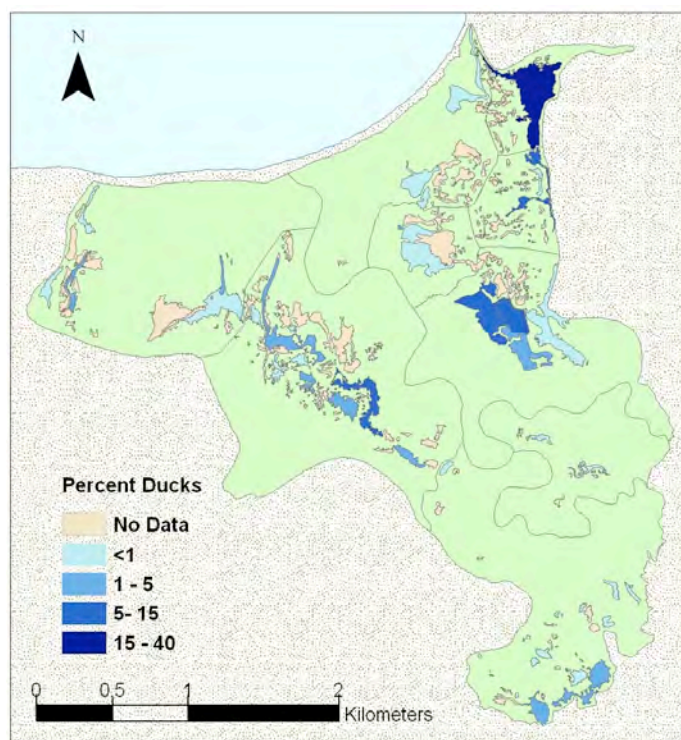 N
Percent Ducks
No Data
<1
1 - 5
5- 15
15 - 40
0 0.5 1 2
Kilometers